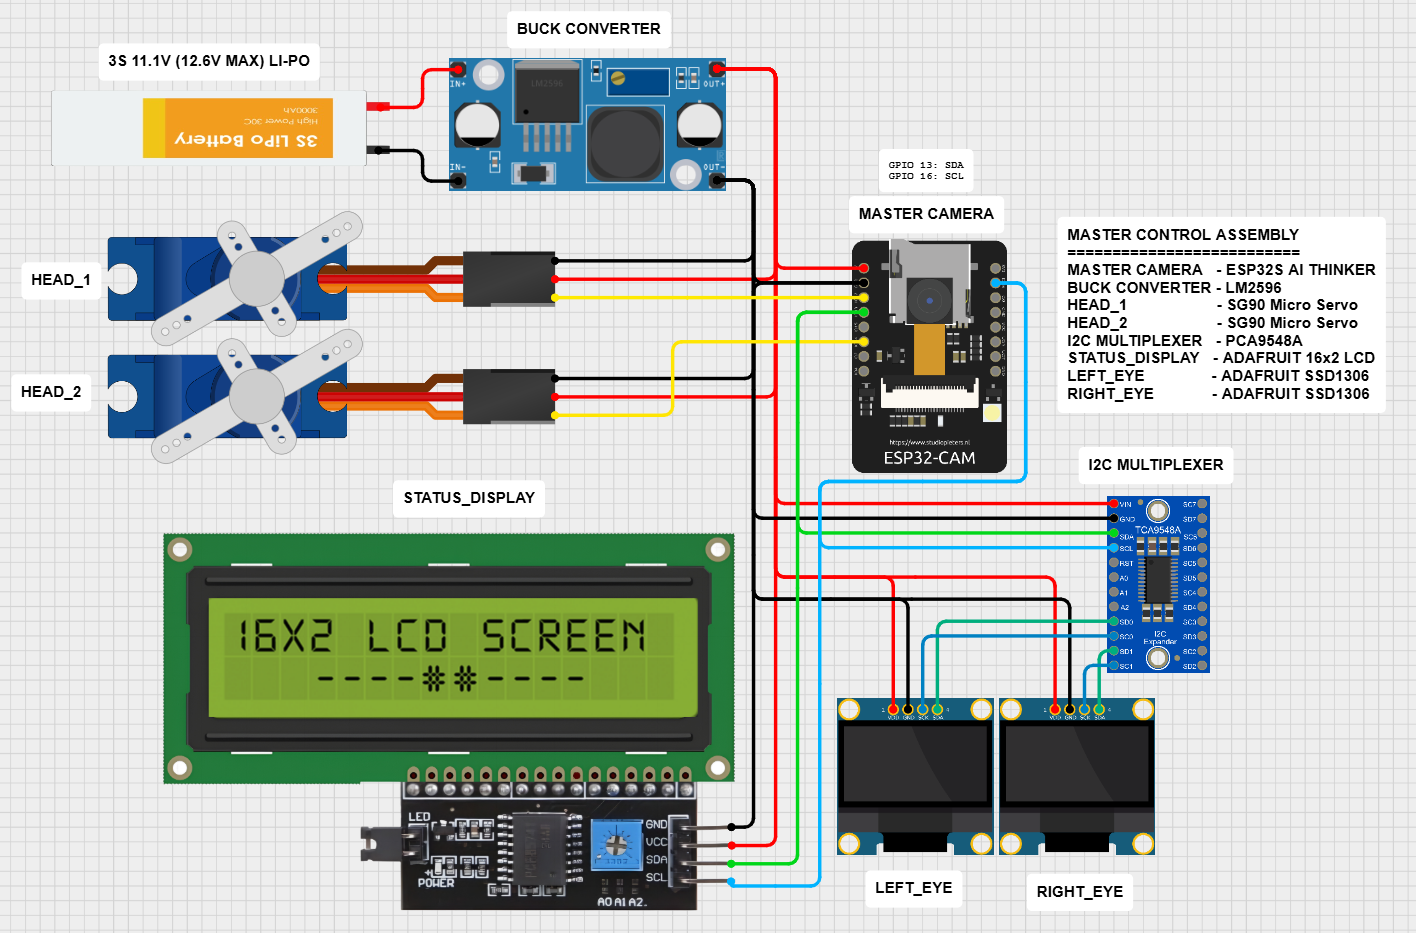 BUCK CONVERTER
3S 11.1V (12.6V MAX) LI-PO
3S LiPo Battery
High Power 30C
3000Ah
IN+
IN-
LM2596
OUT+
OUT-
GPIO 13: SDA
GPIO 16: SCL
MASTER CAMERA
HEAD_1
HEAD_2
https://www.studiopieters.nl
ESP32-CAM
MASTER CONTROL ASSEMBLY
==========================
MASTER CAMERA - ESP32S AI THINKER
BUCK CONVERTER - LM2596
HEAD_1 - SG90 Micro Servo
HEAD_2 - SG90 Micro Servo
I2C MULTIPLEXER - PCA9548A
STATUS_DISPLAY - ADAFRUIT 16x2 LCD
LEFT_EYE - ADAFRUIT SSD1306
RIGHT_EYE - ADAFRUIT SSD1306
I2C MULTIPLEXER
VIN SC7
GND SD7
TCA9548A
SDA SC6
SCL SD6
RST SC5
A0 SD5
A1 SC4
A2 SD4
SD0 SC3
SC0 SD3
I2C
Expander
SD1 SC2
SC1 SD2
STATUS_DISPLAY
16X2 LCD SCREEN
----##----
LED
POWER
GND
VCC
SDA
SCL
A0 A1 A2
1 VDD GND SCK SDA 4
1 VDD GND SCK SDA 4
LEFT_EYE
RIGHT_EYE